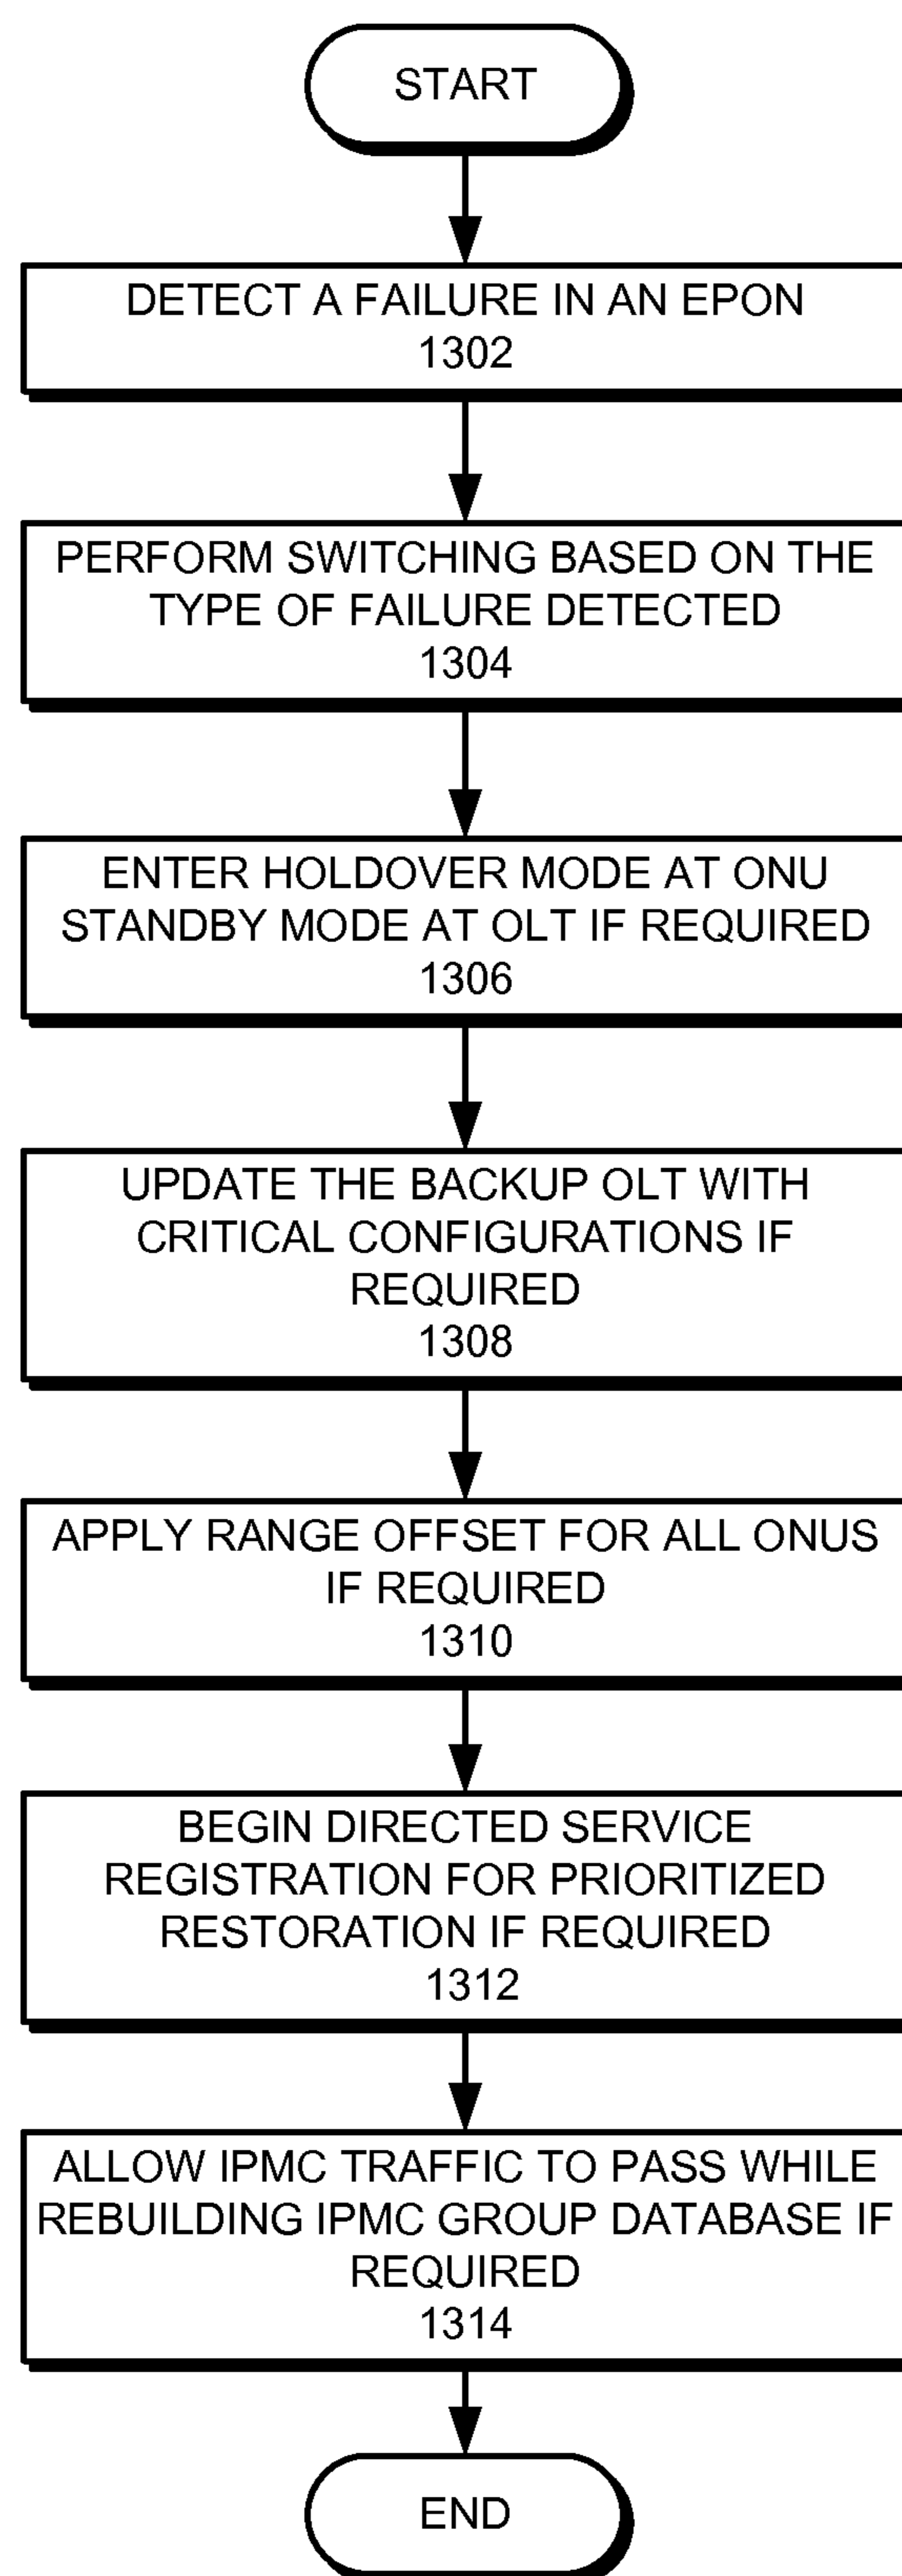 START
DETECT A FAILURE IN AN EPON
1302
PERFORM SWITCHING BASED ON THE
TYPE OF FAILURE DETECTED
1304
ENTER HOLDOVER MODE AT ONU
STANDBY MODE AT OLT IF REQUIRED
1306
UPDATE THE BACKUP OLT WITH
CRITICAL CONFIGURATIONS IF
REQUIRED
1308
APPLY RANGE OFFSET FOR ALL ONUS
IF REQUIRED
1310
BEGIN DIRECTED SERVICE
REGISTRATION FOR PRIORITIZED
RESTORATION IF REQUIRED
1312
ALLOW IPMC TRAFFIC TO PASS WHILE
REBUILDING IPMC GROUP DATABASE IF
REQUIRED
1314
END